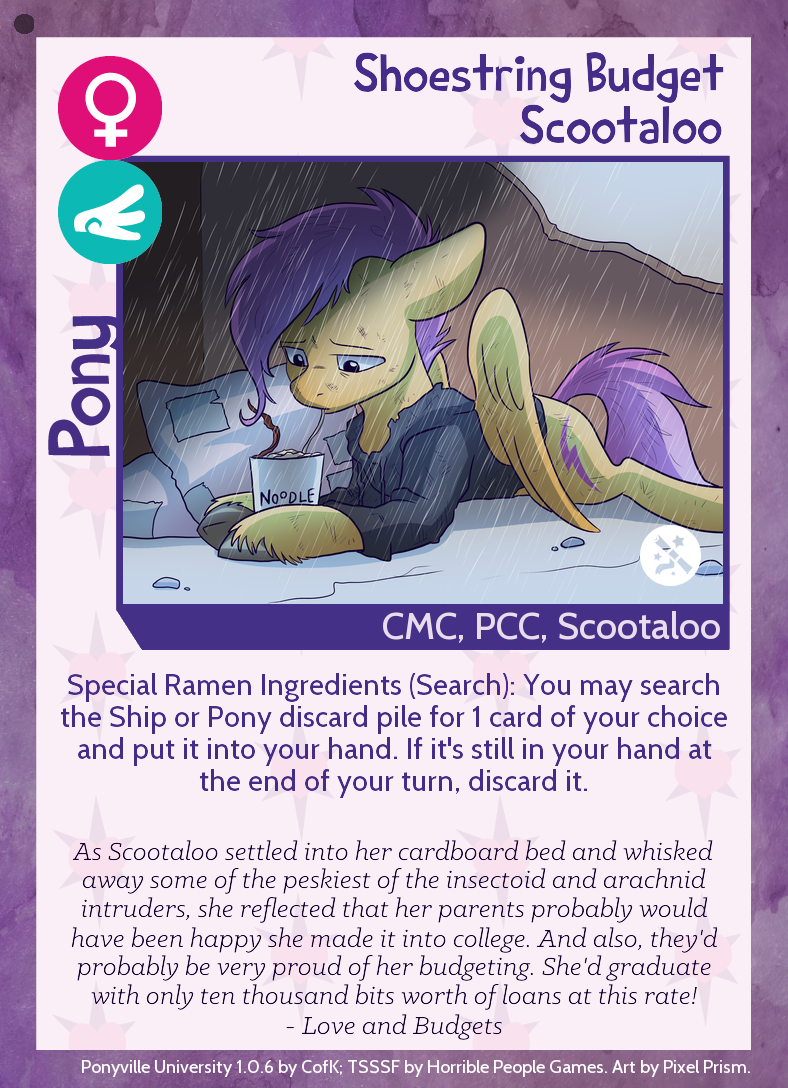 Shoestring Budget
Scootaloo
Pony
NOODLE
CMC, PCC, Scootaloo
Special Ramen Ingredients (Search): You may search
the Ship or Pony discard pile for 1 card of your choice
and put it into your hand. If it's still in your hand at
the end of your turn, discard it.
As Scootaloo settled into her cardboard bed and whisked
away some of the peskiest of the insectoid and arachnid
intruders, she reflected that her parents probably would
have been happy she made it into college. And also, they'd
probably be very proud of her budgeting. She'd graduate
with only ten thousand bits worth of loans at this rate!
- Love and Budgets
Ponyville University 1.0.6 by CofK; TSSSF by Horrible People Games. Art by Pixel Prism.